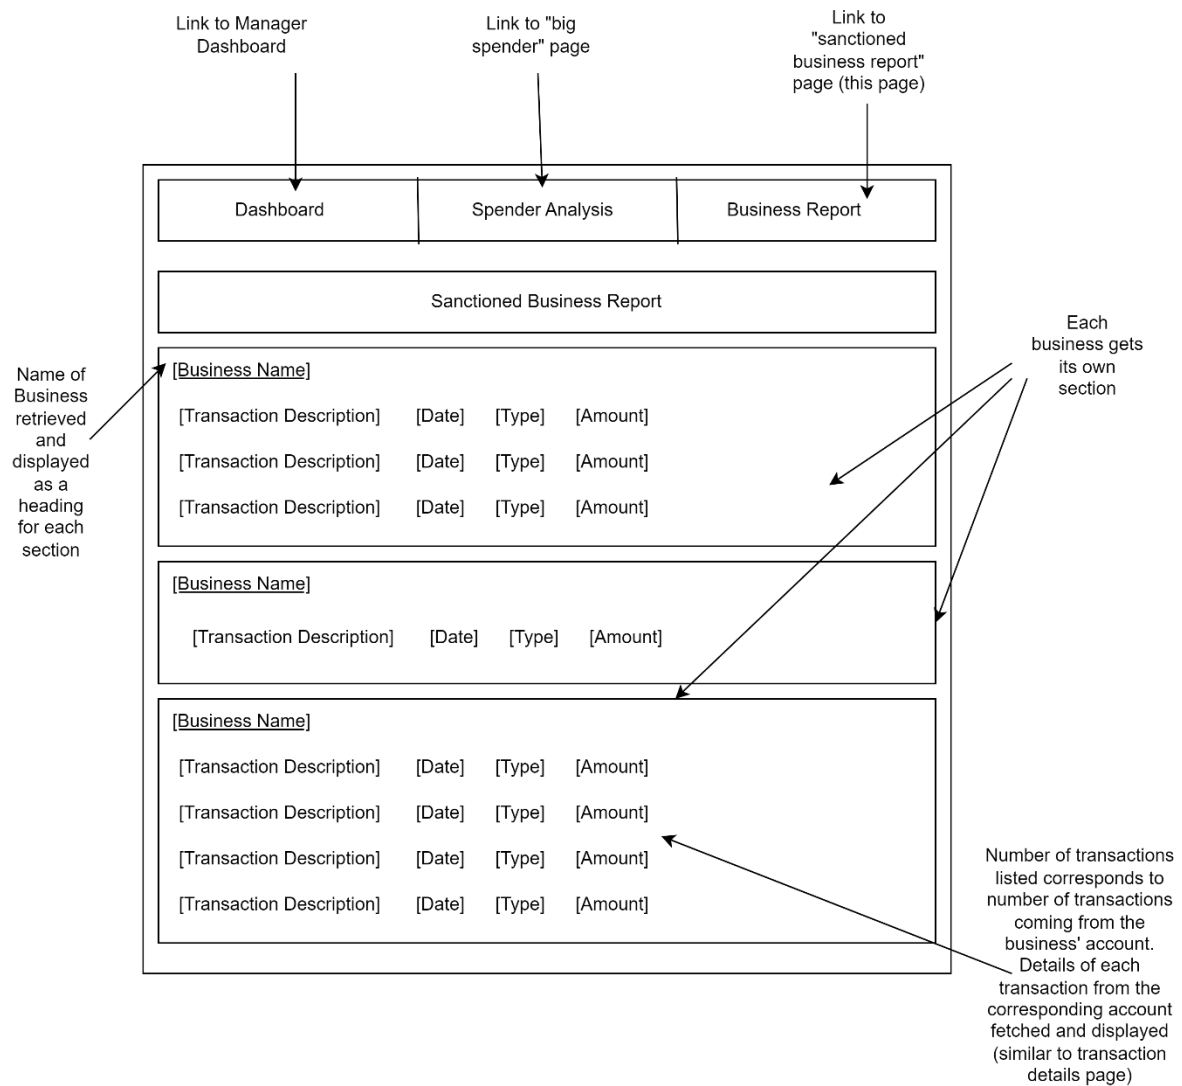 Link to Manager
Dashboard
Link to "big
spender" page
Link to
"sanctioned
business report"
page (this page)
Dashboard
Spender Analysis
Business Report
Sanctioned Business Report
Each
business gets
its own
section
Name of
Business
retrieved
and
displayed
as a
heading
for each
section
[Business Name]
[Transaction Description] [Date] [Type] [Amount]
[Transaction Description] [Date] [Type] [Amount]
[Transaction Description] [Date] [Type] [Amount]
[Business Name]
[Transaction Description] [Date] [Type] [Amount]
[Business Name]
[Transaction Description] [Date] [Type] [Amount]
[Transaction Description] [Date] [Type] [Amount]
[Transaction Description] [Date] [Type] [Amount]
[Transaction Description] [Date] [Type] [Amount]
Number of transactions
listed corresponds to
number of transactions
coming from the
business' account.
Details of each
transaction from the
corresponding account
fetched and displayed
(similar to transaction
details page)